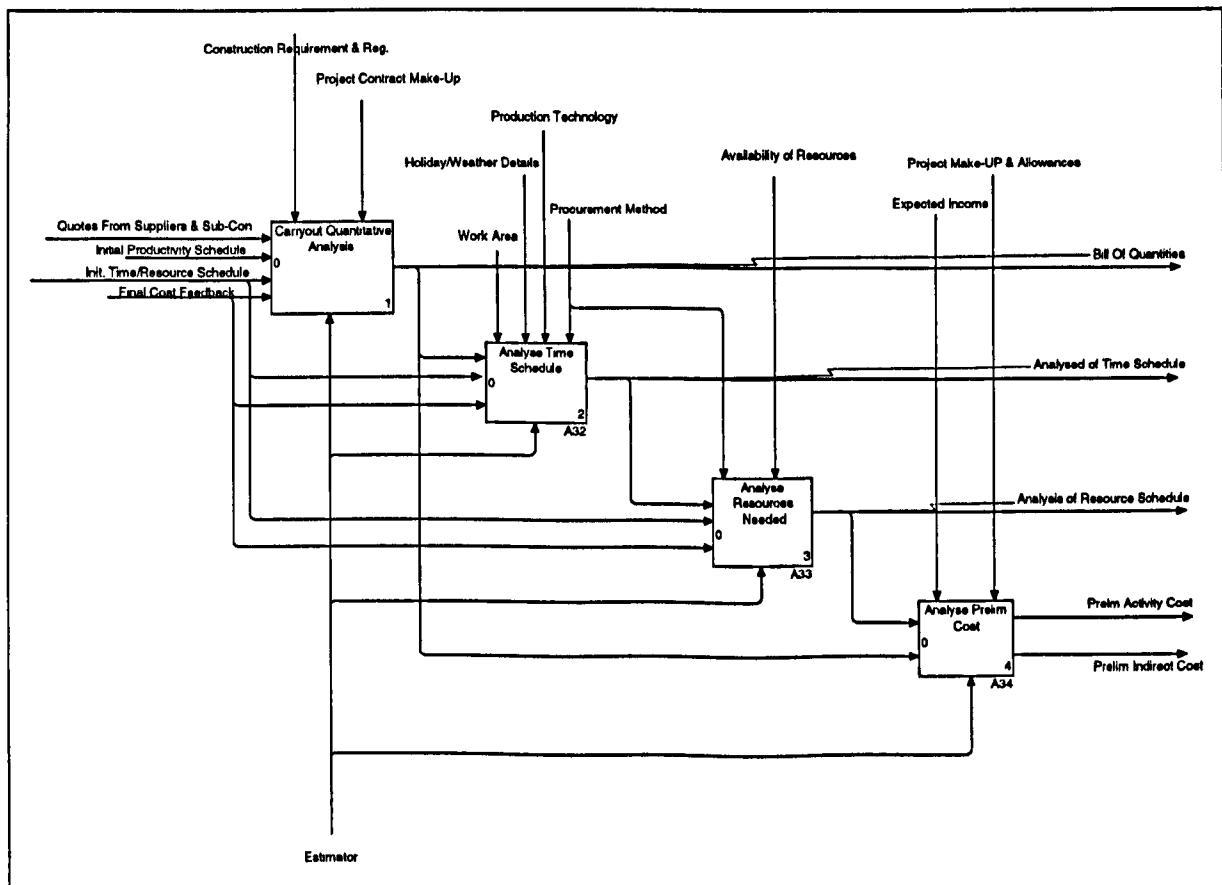 Construction Requirement & Reg.
Project Contract Make-Up
Production Technology
Holiday/Weather Details
Availability of Resources
Project Make-UP & Allowances
Procurement Method
Expected Income
Quotes From Suppliers & Sub-Con
Carryout Quantitative
Analysis
Work Area
Initial Productivity Schedule
0
Bill Of Quantities
Init. Time/Resource Schedule
Final Cost Feedback
1
Analyse Time
Schedule
Analysed of Time Schedule
0
2
A32
Analyse
Resources
Needed
Analysis of Resource Schedule
0
3
A33
Analyse Prelim
Cost
Prelm Activity Cost
0
4
Prelim Indirect Cost
A34
Estimator